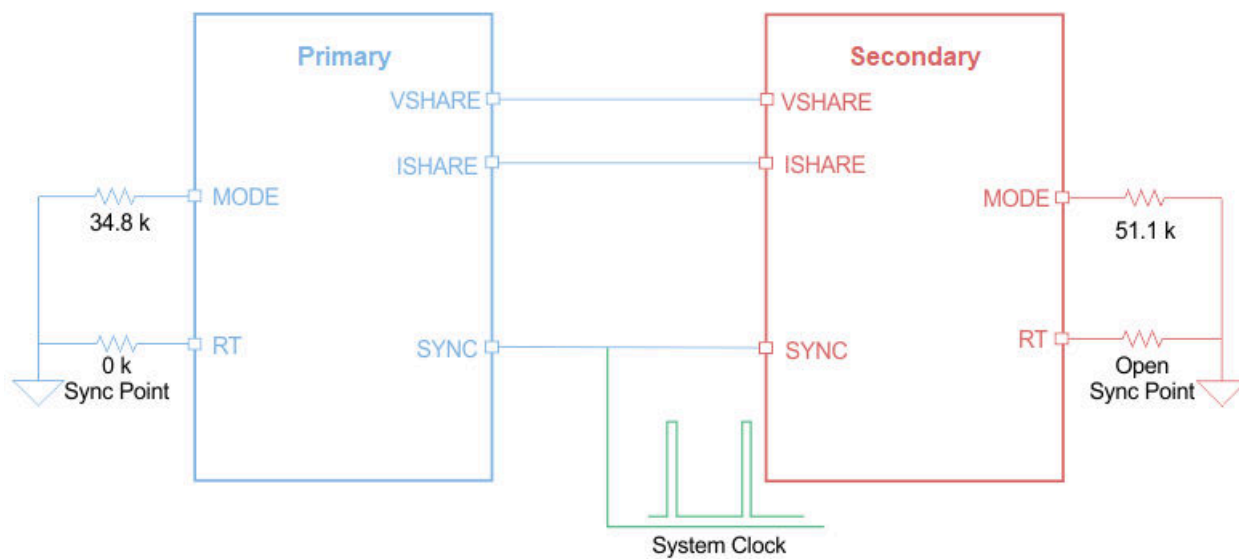 Primary
Secondary
VSHARE
VSHARE
ISHARE
ISHARE
MODE
34.8 k
MODE
51.1 k
RT
0 k
Sync Point
SYNC
SYNC
RT
Open
Sync Point
System Clock